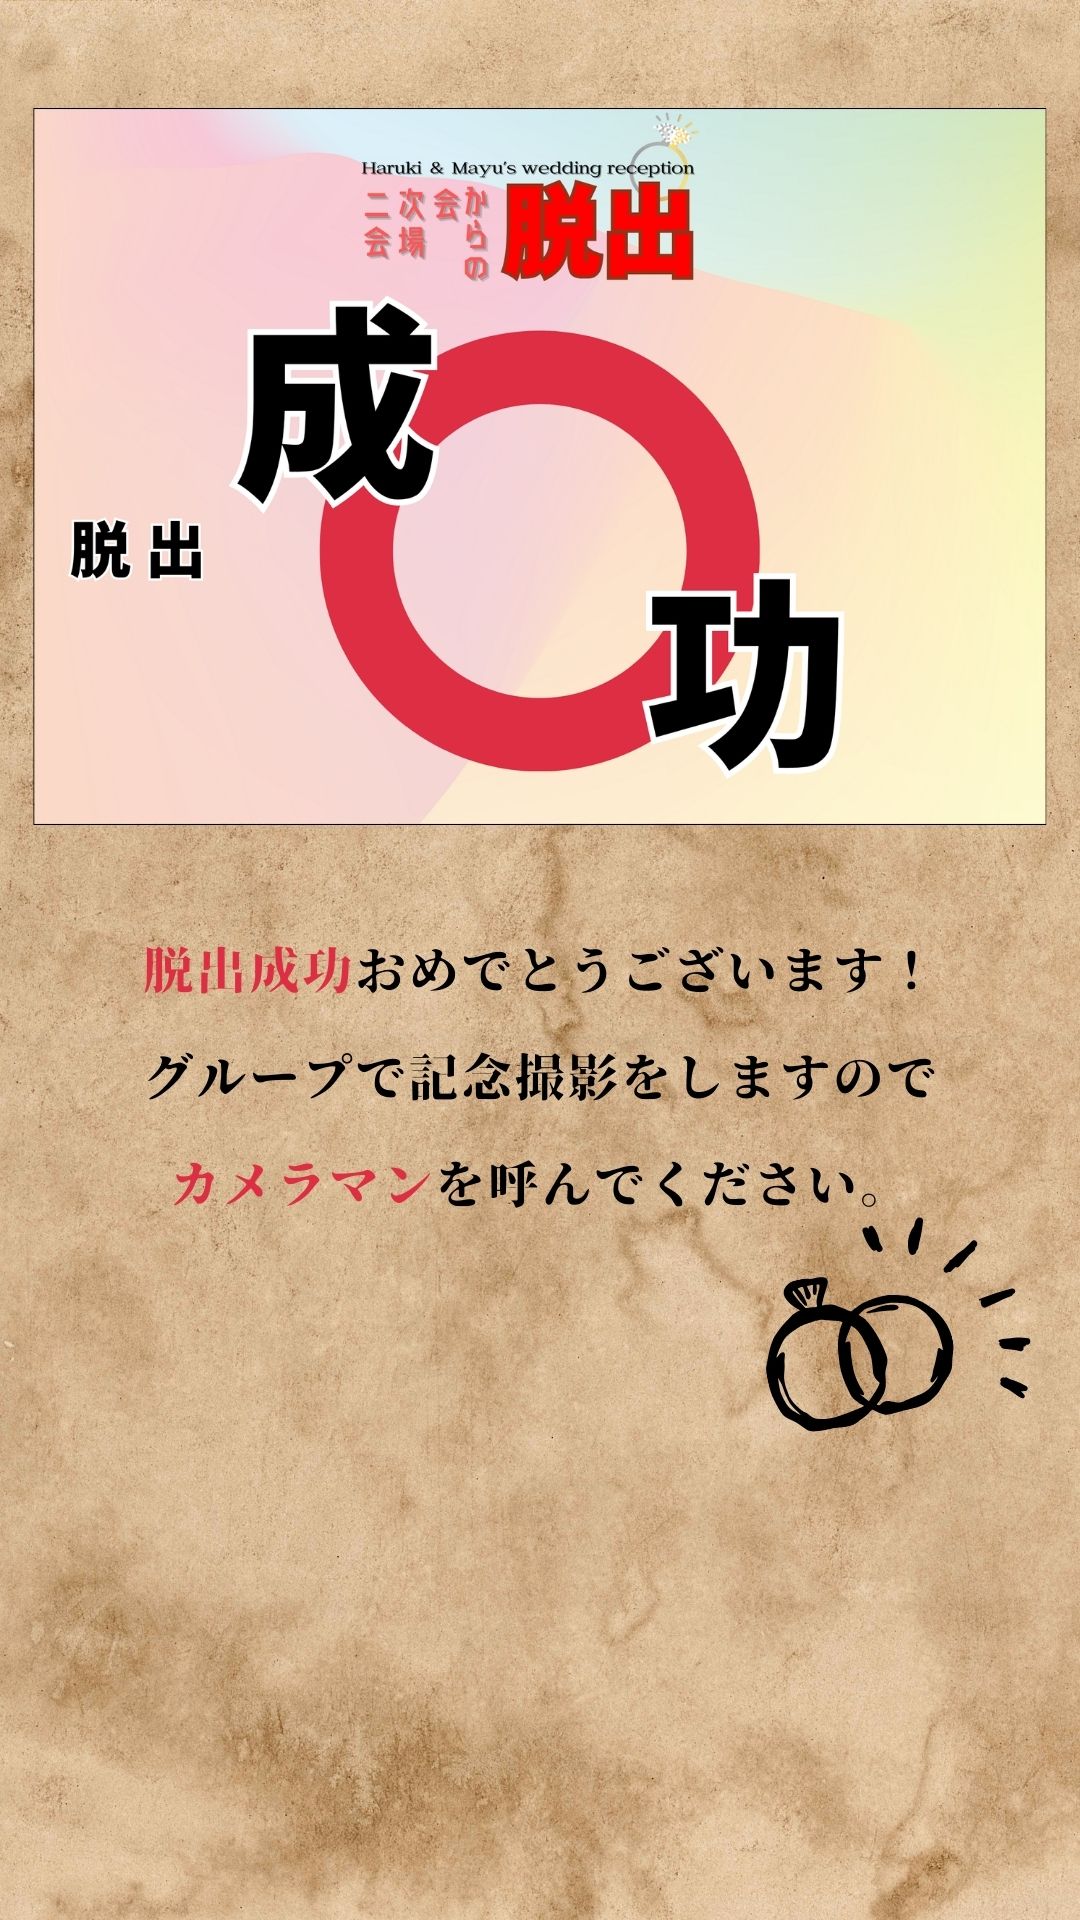 Haruki & Mayu's wedding reception
二次会会場からの脱出
成功
脱出
脱出成功おめでとうございます！
グループで記念撮影をしますので
カメラマンを呼んでください。